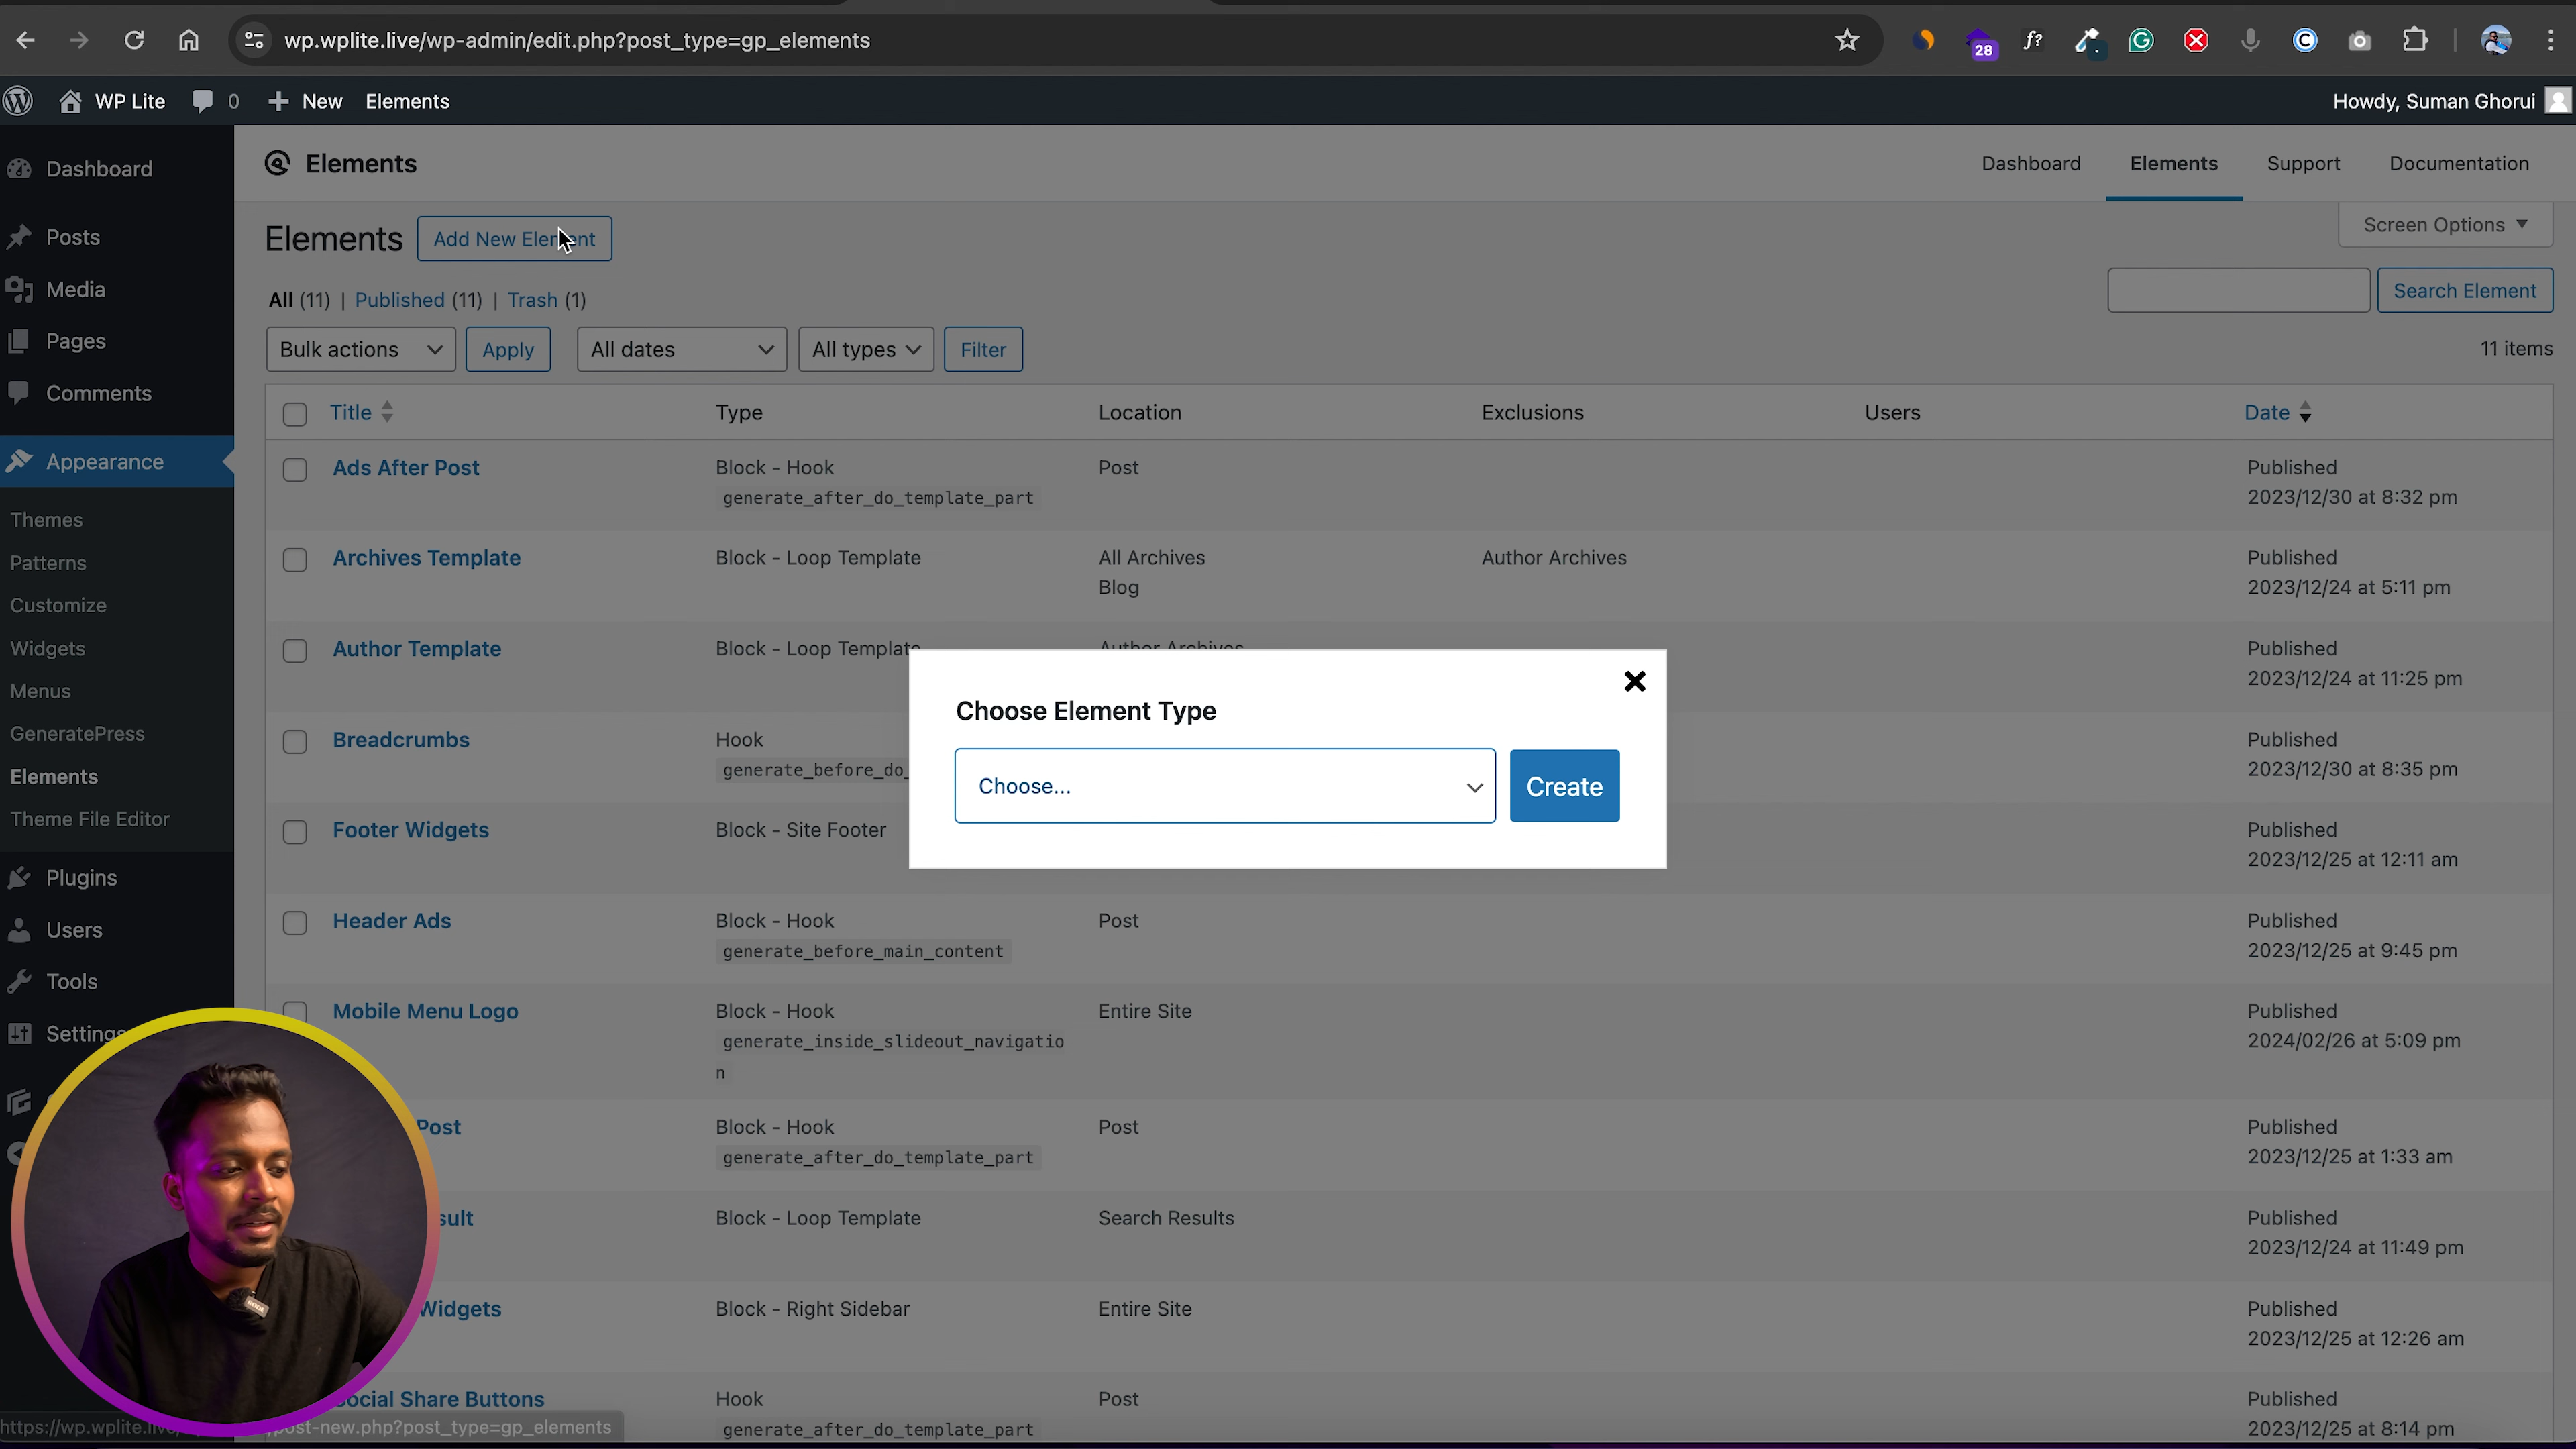 wp.wplite.live/wp-admin/edit.php?post_type=gp_elements
28
WP Lite 0 New Elements
Howdy, Suman Ghorui
Dashboard
Posts
Media
Pages
Comments
Appearance
Themes
Patterns
Customize
Widgets
Menus
GeneratePress
Elements
Theme File Editor
Plugins
Users
Tools
Settings
Elements
Dashboard Elements Support Documentation
Elements Add New Element
Screen Options
All (11) | Published (11) | Trash (1)
Search Element
Bulk actions Apply All dates All types Filter
11 items
Title Type Location Exclusions Users Date
Ads After Post Block - Hook Post Published
generate_after_do_template_part 2023/12/30 at 8:32 pm
Archives Template Block - Loop Template All Archives Author Archives Published
Blog 2023/12/24 at 5:11 pm
Author Template Block - Loop Template Author Archives Published
2023/12/24 at 11:25 pm
Choose Element Type
Choose... Create
Breadcrumbs Hook Published
generate_before_do_ 2023/12/30 at 8:35 pm
Footer Widgets Block - Site Footer Published
2023/12/25 at 12:11 am
Header Ads Block - Hook Post Published
generate_before_main_content 2023/12/25 at 9:45 pm
Mobile Menu Logo Block - Hook Entire Site Published
generate_inside_slideout_navigatio 2024/02/26 at 5:09 pm
n
Post Block - Hook Post Published
generate_after_do_template_part 2023/12/25 at 1:33 am
sult Block - Loop Template Search Results Published
2023/12/24 at 11:49 pm
Widgets Block - Right Sidebar Entire Site Published
2023/12/25 at 12:26 am
ocial Share Buttons Hook Post Published
generate_after_do_template_part 2023/12/25 at 8:14 pm
https://wp.wplite.live/ /post-new.php?post_type=gp_elements